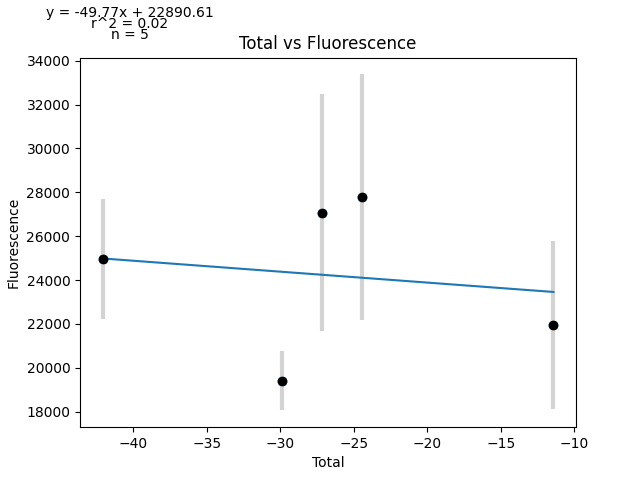 y = -49.77x + 22890.61
r^2 = 0.02
n = 5
Total vs Fluorescence
34000
32000
30000
28000
26000
24000
22000
20000
18000
Fluorescence
−40
−35
−30
−25
−20
−15
−10
Total